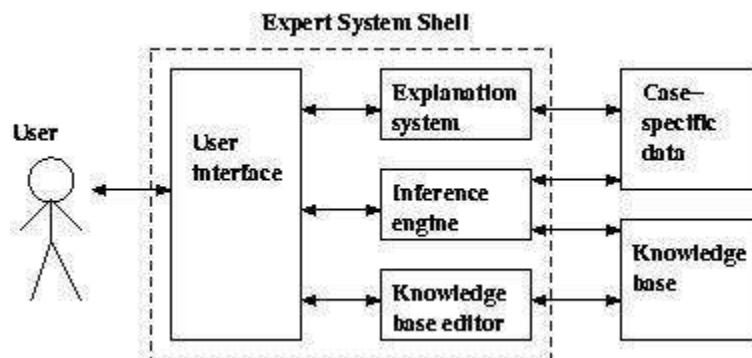 Expert System Shell
User
User
Interface
Explanation
system
Inference
engine
Knowledge
base editor
Case-
specific
data
Knowledge
base